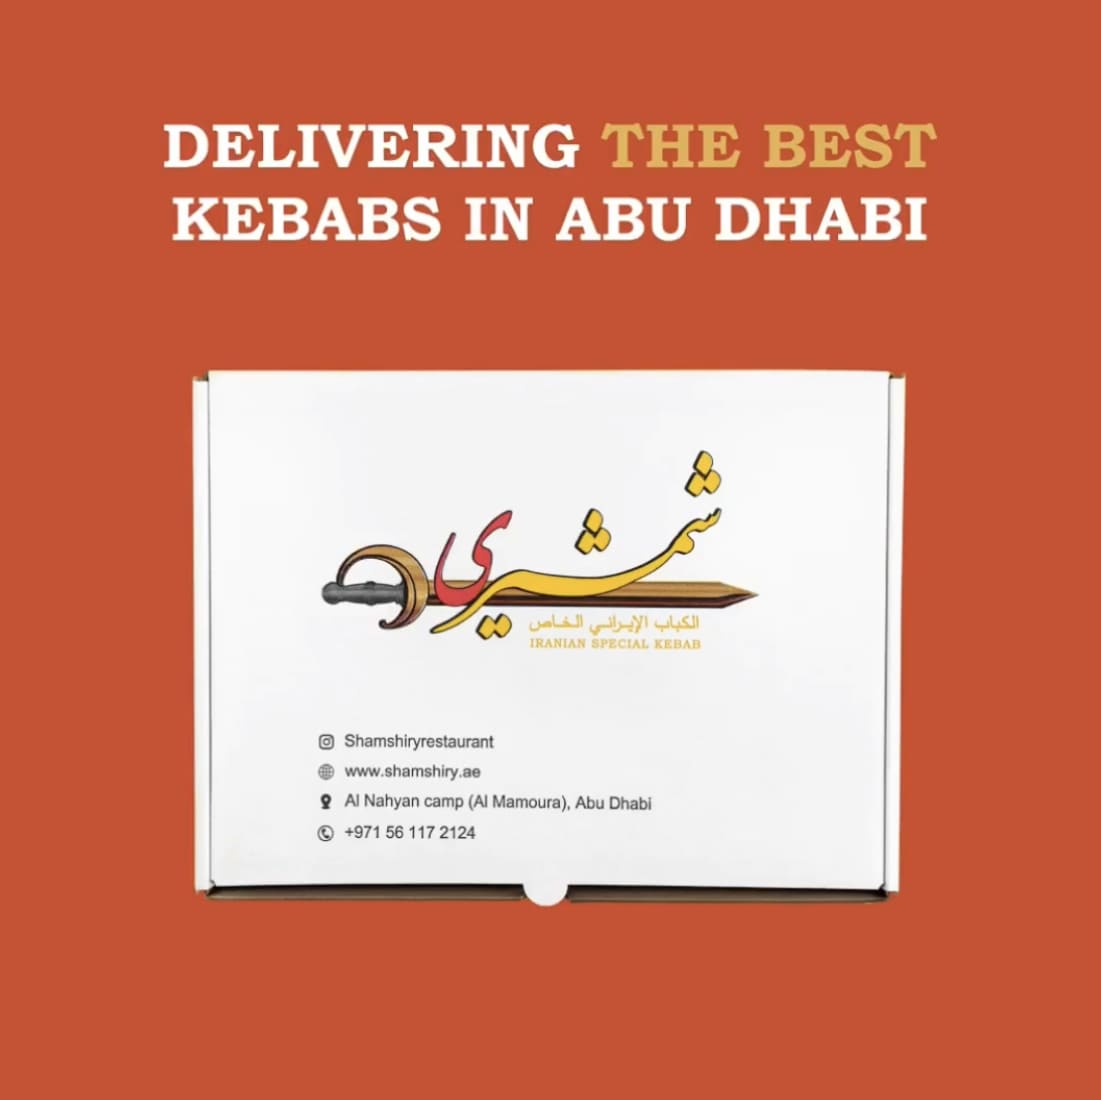 DELIVERING THE BEST
KEBABS IN ABU DHABI
شمشيري
الكباب الإيراني الخاص
IRANIAN SPECIAL KEBAB
Shamshiryrestaurant
www.shamshiry.ae
Al Nahyan camp (Al Mamoura), Abu Dhabi
+971 56 117 2124